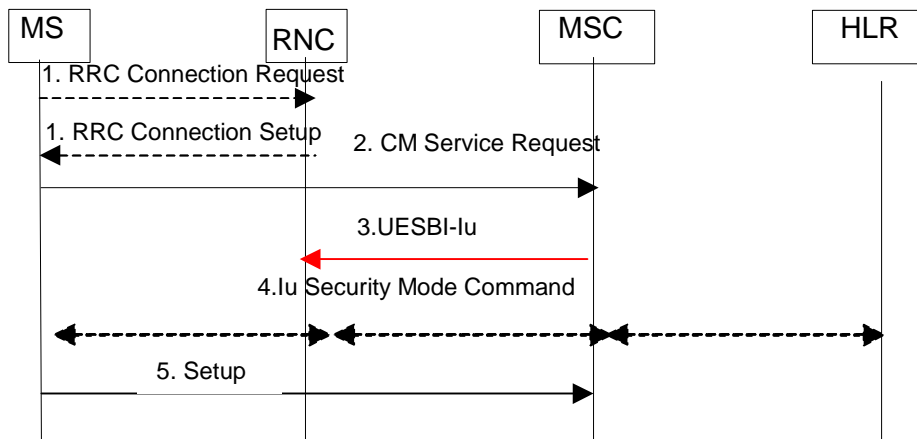 MS
RNC
MSC
HLR
1. RRC Connection Request
1. RRC Connection Setup
2. CM Service Request
3.UESBI-Iu
4.Iu Security Mode Command
5. Setup